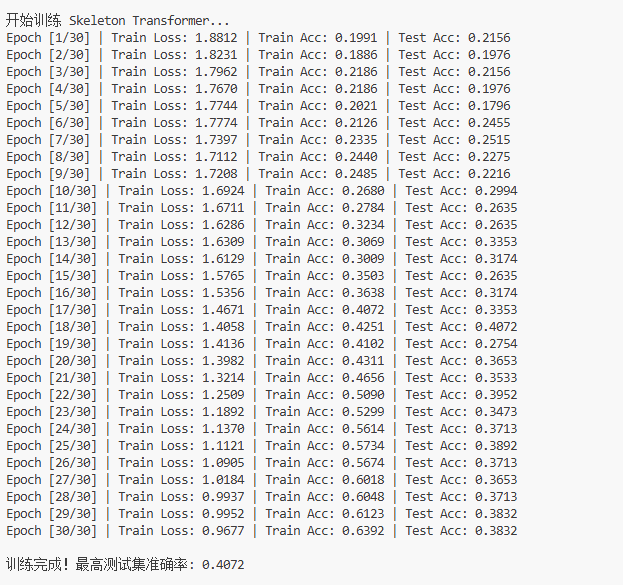 开始训练 Skeleton Transformer...
Epoch [1/30] | Train Loss: 1.8812 | Train Acc: 0.1991 | Test Acc: 0.2156
Epoch [2/30] | Train Loss: 1.8231 | Train Acc: 0.1886 | Test Acc: 0.1976
Epoch [3/30] | Train Loss: 1.7962 | Train Acc: 0.2186 | Test Acc: 0.2156
Epoch [4/30] | Train Loss: 1.7670 | Train Acc: 0.2186 | Test Acc: 0.1976
Epoch [5/30] | Train Loss: 1.7744 | Train Acc: 0.2021 | Test Acc: 0.1796
Epoch [6/30] | Train Loss: 1.7774 | Train Acc: 0.2126 | Test Acc: 0.2455
Epoch [7/30] | Train Loss: 1.7397 | Train Acc: 0.2335 | Test Acc: 0.2515
Epoch [8/30] | Train Loss: 1.7112 | Train Acc: 0.2440 | Test Acc: 0.2275
Epoch [9/30] | Train Loss: 1.7208 | Train Acc: 0.2485 | Test Acc: 0.2216
Epoch [10/30] | Train Loss: 1.6924 | Train Acc: 0.2680 | Test Acc: 0.2994
Epoch [11/30] | Train Loss: 1.6711 | Train Acc: 0.2784 | Test Acc: 0.2635
Epoch [12/30] | Train Loss: 1.6286 | Train Acc: 0.3234 | Test Acc: 0.2635
Epoch [13/30] | Train Loss: 1.6309 | Train Acc: 0.3069 | Test Acc: 0.3353
Epoch [14/30] | Train Loss: 1.6129 | Train Acc: 0.3009 | Test Acc: 0.3174
Epoch [15/30] | Train Loss: 1.5765 | Train Acc: 0.3503 | Test Acc: 0.2635
Epoch [16/30] | Train Loss: 1.5356 | Train Acc: 0.3638 | Test Acc: 0.3174
Epoch [17/30] | Train Loss: 1.4671 | Train Acc: 0.4072 | Test Acc: 0.3353
Epoch [18/30] | Train Loss: 1.4058 | Train Acc: 0.4251 | Test Acc: 0.4072
Epoch [19/30] | Train Loss: 1.4136 | Train Acc: 0.4102 | Test Acc: 0.2754
Epoch [20/30] | Train Loss: 1.3982 | Train Acc: 0.4311 | Test Acc: 0.3653
Epoch [21/30] | Train Loss: 1.3214 | Train Acc: 0.4656 | Test Acc: 0.3533
Epoch [22/30] | Train Loss: 1.2509 | Train Acc: 0.5090 | Test Acc: 0.3952
Epoch [23/30] | Train Loss: 1.1892 | Train Acc: 0.5299 | Test Acc: 0.3473
Epoch [24/30] | Train Loss: 1.1370 | Train Acc: 0.5614 | Test Acc: 0.3713
Epoch [25/30] | Train Loss: 1.1121 | Train Acc: 0.5734 | Test Acc: 0.3892
Epoch [26/30] | Train Loss: 1.0905 | Train Acc: 0.5674 | Test Acc: 0.3713
Epoch [27/30] | Train Loss: 1.0184 | Train Acc: 0.6018 | Test Acc: 0.3653
Epoch [28/30] | Train Loss: 0.9937 | Train Acc: 0.6048 | Test Acc: 0.3713
Epoch [29/30] | Train Loss: 0.9952 | Train Acc: 0.6123 | Test Acc: 0.3832
Epoch [30/30] | Train Loss: 0.9677 | Train Acc: 0.6392 | Test Acc: 0.3832
训练完成！最高测试集准确率: 0.4072